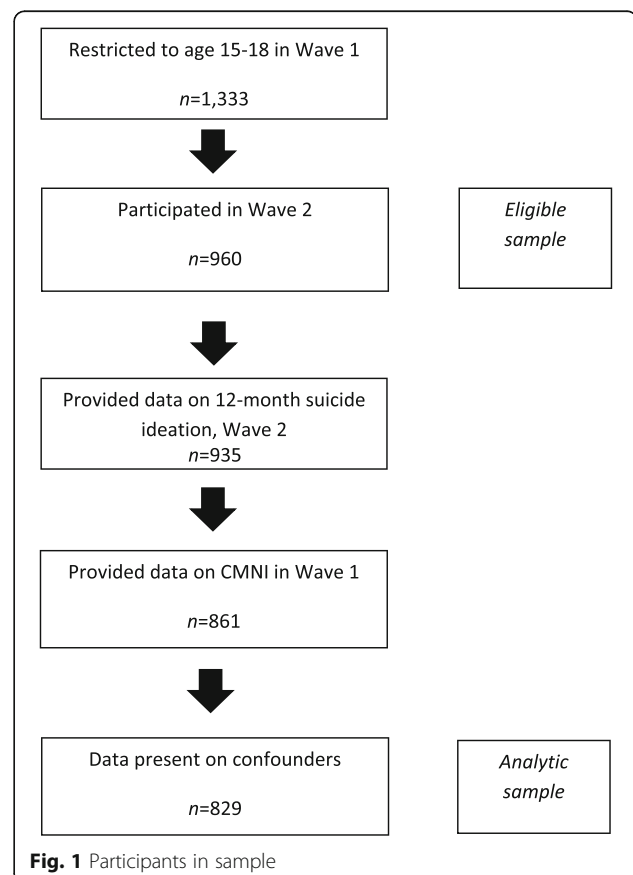 Restricted to age 15-18 in Wave 1
n=1,333
Participated in Wave 2
n=960
Eligible
sample
Provided data on 12-month suicide
ideation, Wave 2
n=935
Provided data on CMNI in Wave 1
n=861
Data present on confounders
n=829
Analytic
sample
Fig. 1 Participants in sample